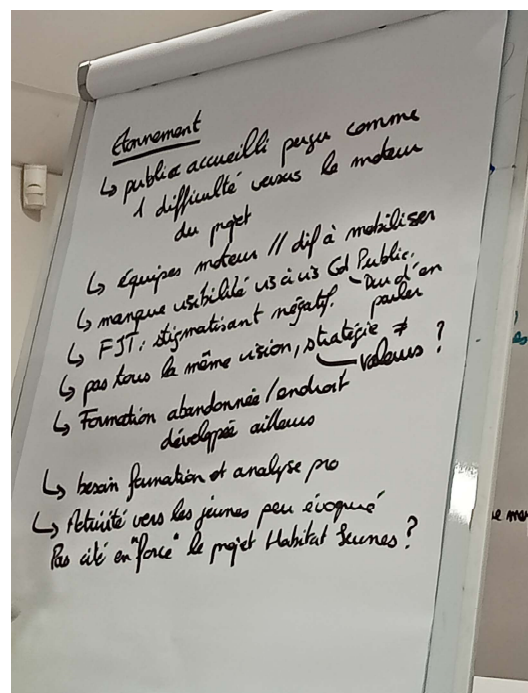 Etonnement
↳ public accueilli perçu comme
1 difficulté versus le moteur
du projet
↳ équipes moteur // dif à mobiliser
↳ manque visibilité vis à vis Gd Public.
↳ FJT : stigmatisant négatif. – Dur d'en
parler
↳ pas tous la même vision, stratégie ≠
— valeurs ?
↳ Formation abandonnée / endroit
développée ailleurs
↳ besoin formation et analyse pro
↳ Activité vers les jeunes peu évoqué
Pas cité en "force" le projet Habitat Jeunes ?